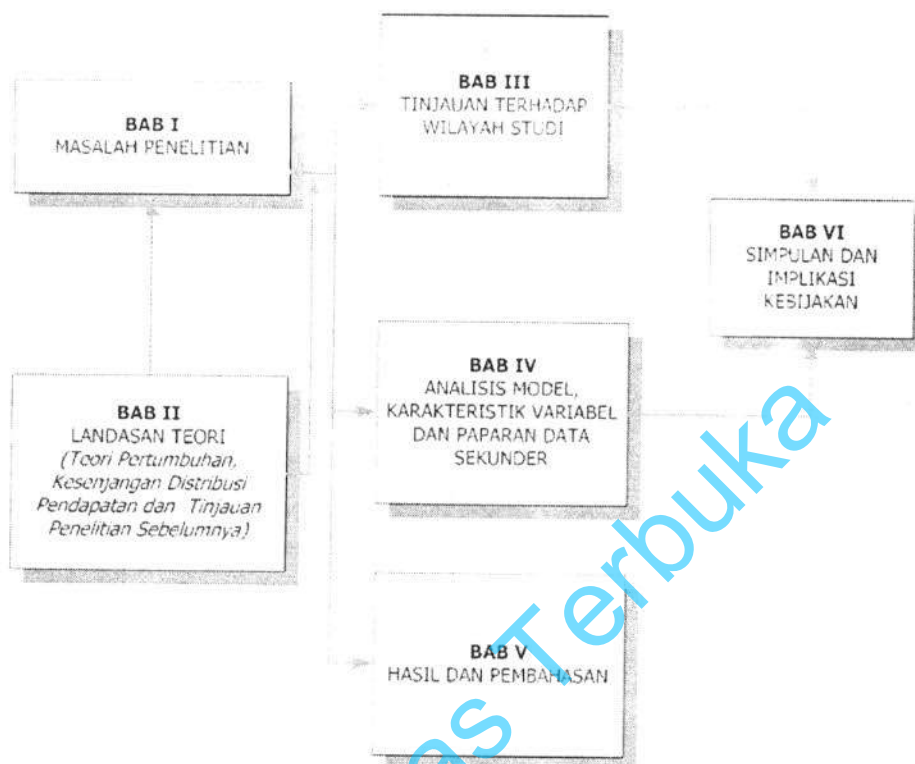 BAB I
MASALAH PENELITIAN
BAB II
LANDASAN TEORI
(Teori Pertumbuhan,
Kesenjangan Distribusi
Pendapatan dan Tinjauan
Penelitian Sebelumnya)
BAB III
TINJAUAN TERHADAP
WILAYAH STUDI
BAB IV
ANALISIS MODEL,
KARAKTERISTIK VARIABEL
DAN PAPARAN DATA
SEKUNDER
BAB V
HASIL DAN PEMBAHASAN
BAB VI
SIMPULAN DAN
IMPLIKASI
KEBIJAKAN
as Terbuka